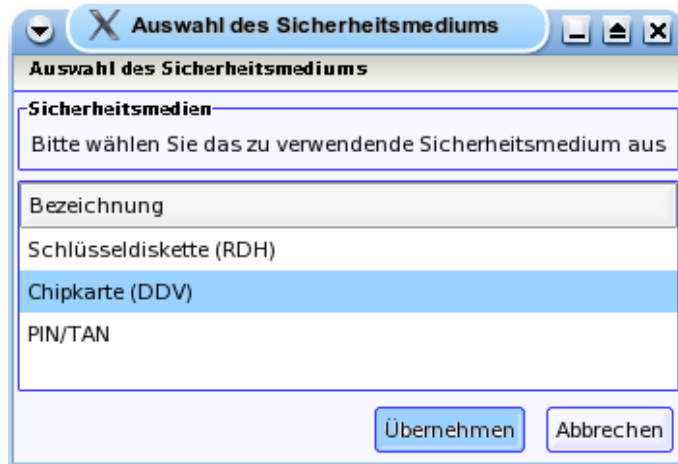 Auswahl des Sicherheitsmediums
Auswahl des Sicherheitsmediums
Sicherheitsmedien
Bitte wählen Sie das zu verwendende Sicherheitsmedium aus
Bezeichnung
Schlüsseldiskette (RDH)
Chipkarte (DDV)
PIN/TAN
Übernehmen Abbrechen